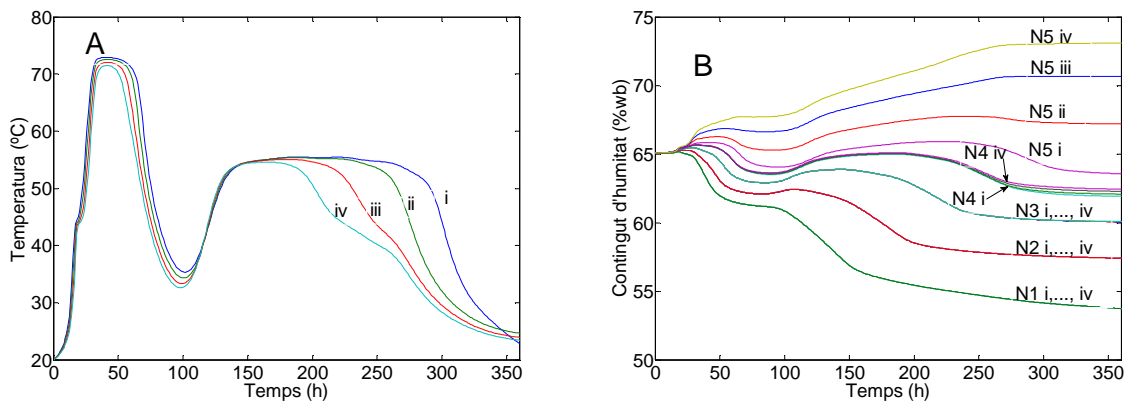 A
80
70
60
50
40
30
20
Temperatura (ºC)
i
ii
iii
iv
0 50 100 150 200 250 300 350
Temps (h)
B
75
70
65
60
55
50
Contingut d'humitat (%wb)
N5 iv
N5 iii
N5 ii
N5 i
N4 iv
N4 i
N3 i,..., iv
N2 i,..., iv
N1 i,..., iv
0 50 100 150 200 250 300 350
Temps (h)